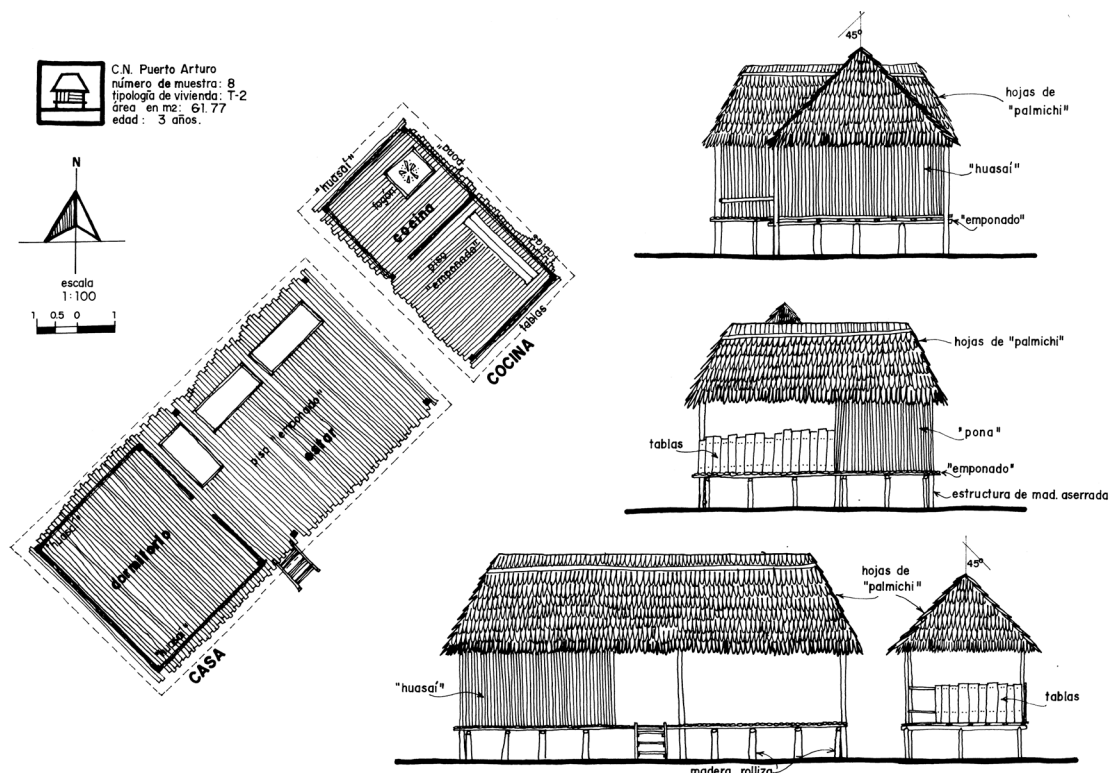 C.N. Puerto Arturo
número de muestra: 8
tipología de vivienda: T-2
área en m2: 61.77
edad: 3 años.
N
escala
1:100
1 0.5 0 1
"huasaí"
"pona"
fogón
cocina
piso
"emponado"
tablas
tablas
COCINA
piso "emponado"
estar
dormitorio
"huasaí"
"huasaí"
CASA
45º
hojas de
"palmichi"
"huasaí"
"emponado"
hojas de "palmichi"
tablas
"pona"
"emponado"
estructura de mad. aserrada
45º
hojas de
"palmichi"
"huasaí"
tablas
madera rolliza